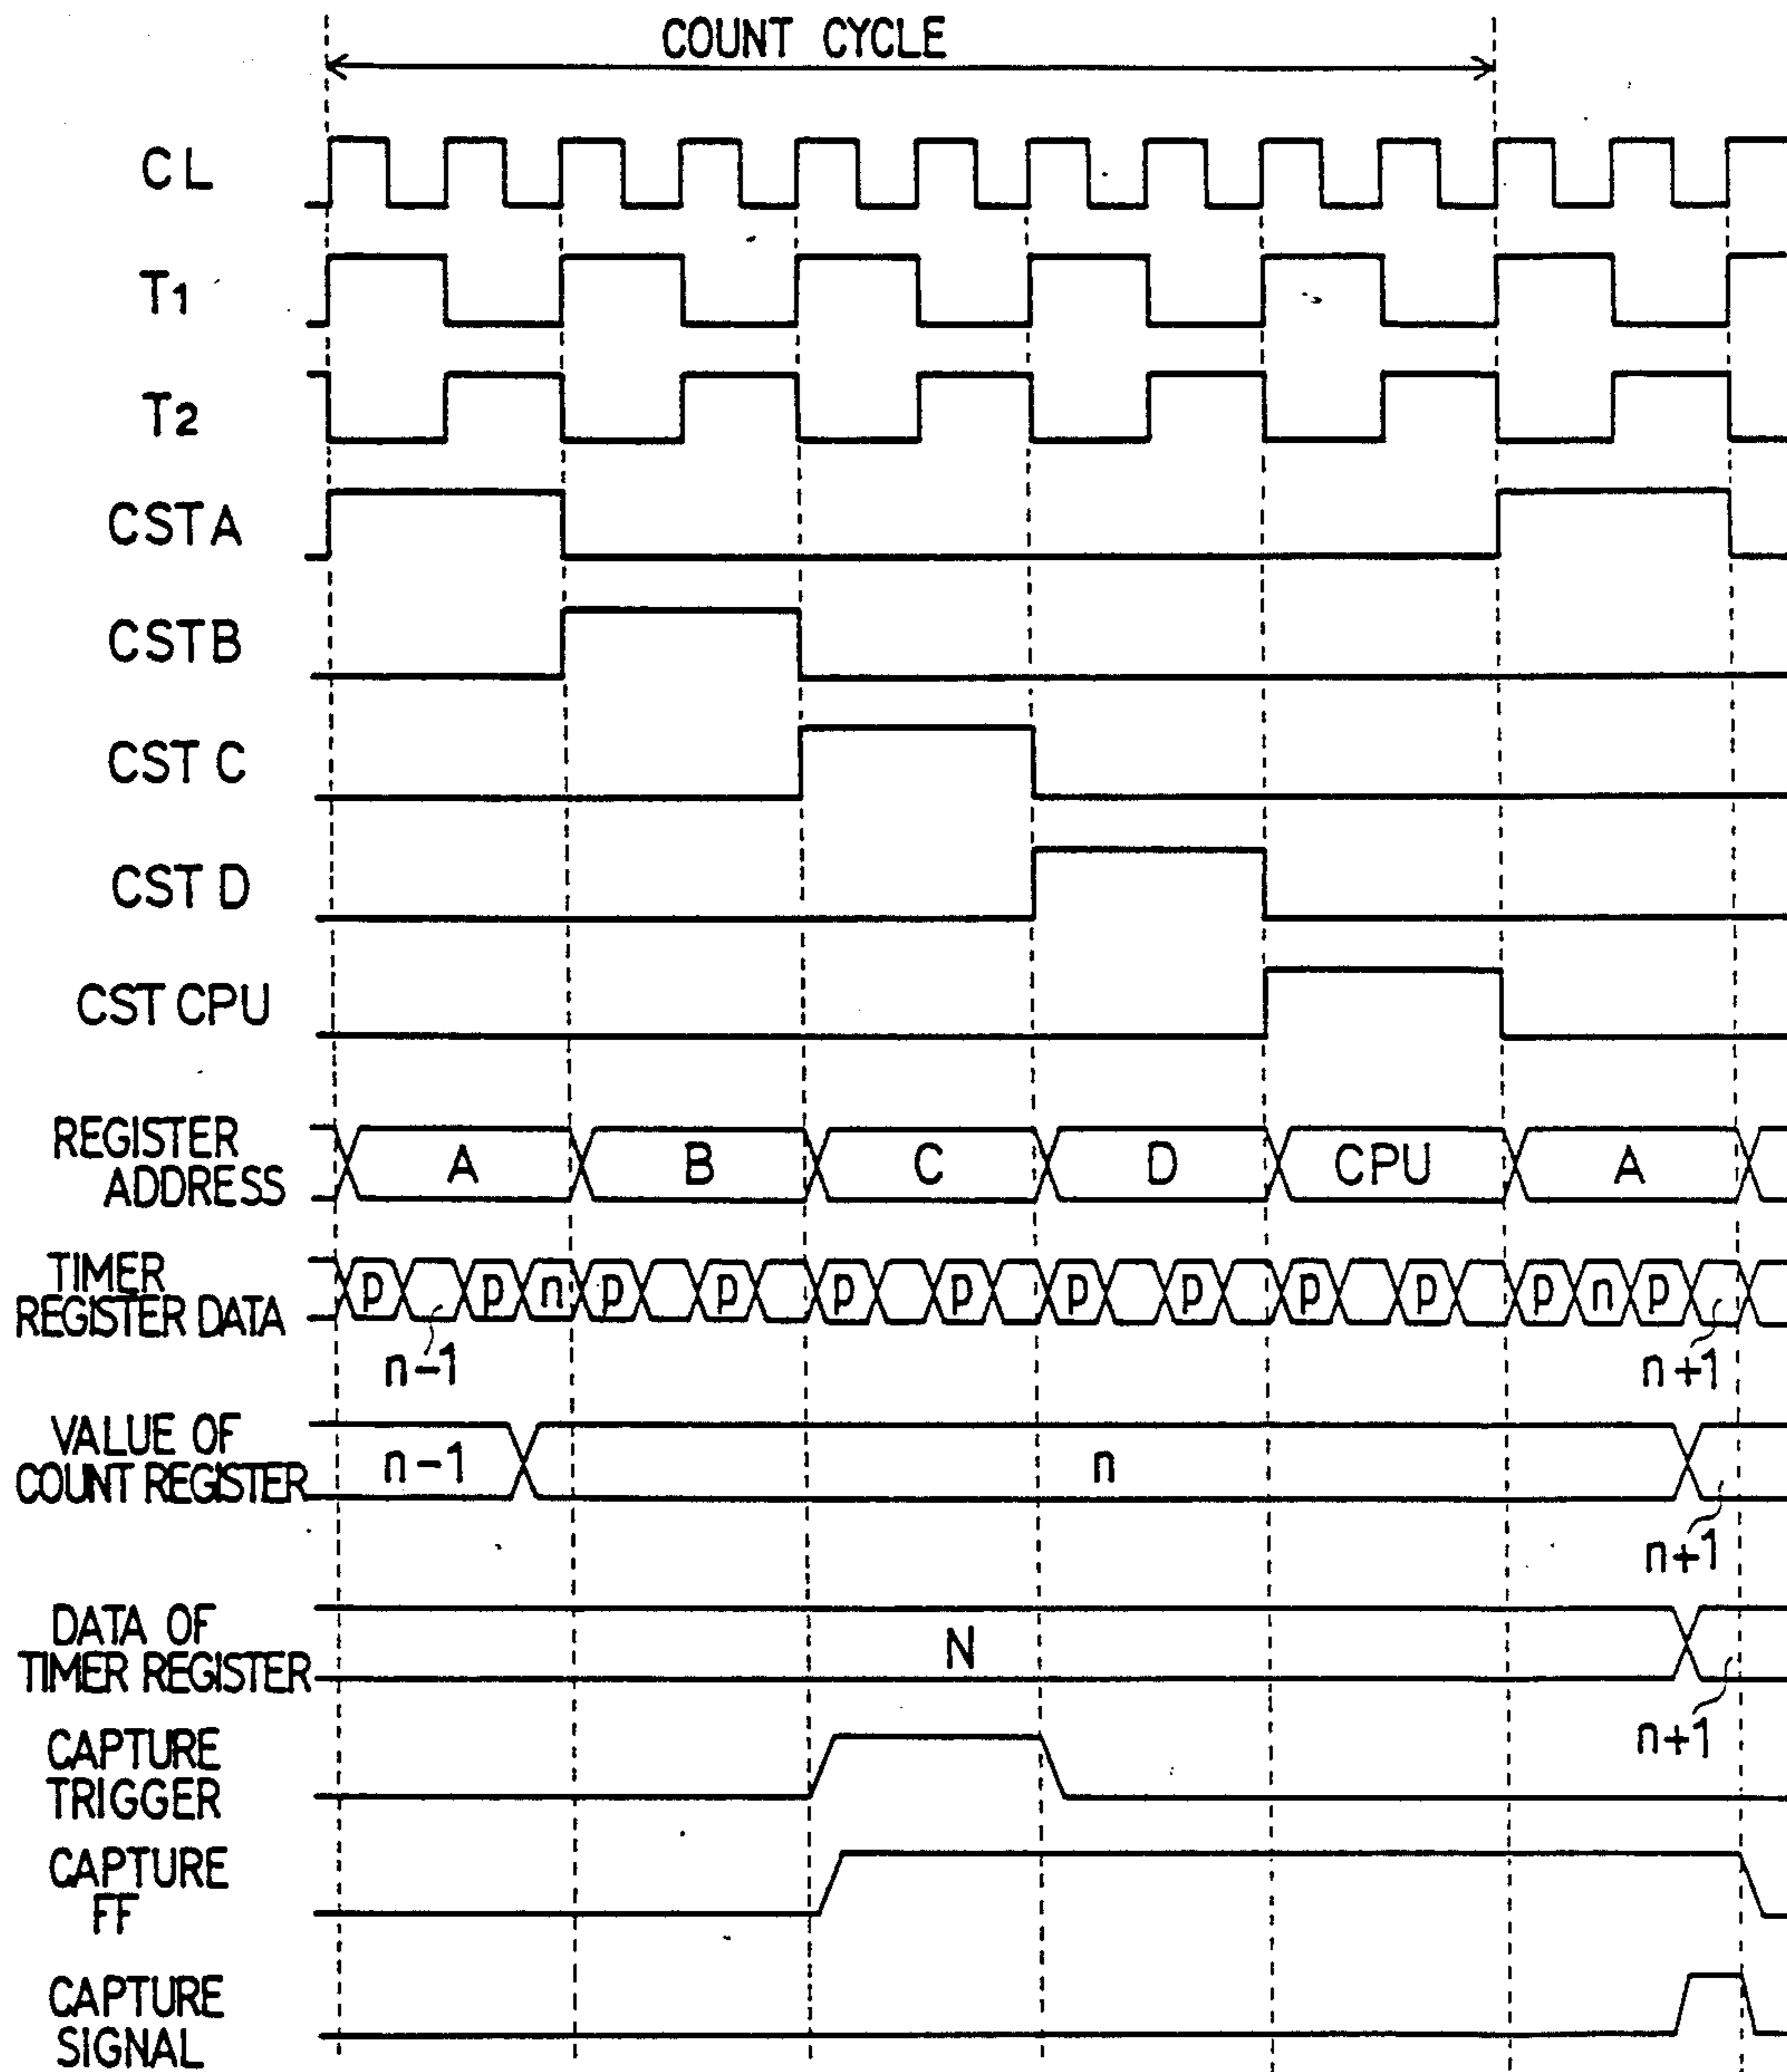 COUNT CYCLE
CL
T1
T2
CSTA
CSTB
CST C
CST D
CST CPU
REGISTER
ADDRESS
A B C D CPU A
TIMER
REGISTER DATA
p p n p p p p p p p p p n p
n-1
n+1
VALUE OF
COUNT REGISTER
n-1 n
n+1
DATA OF
TIMER REGISTER
N
n+1
CAPTURE
TRIGGER
CAPTURE
FF
CAPTURE
SIGNAL